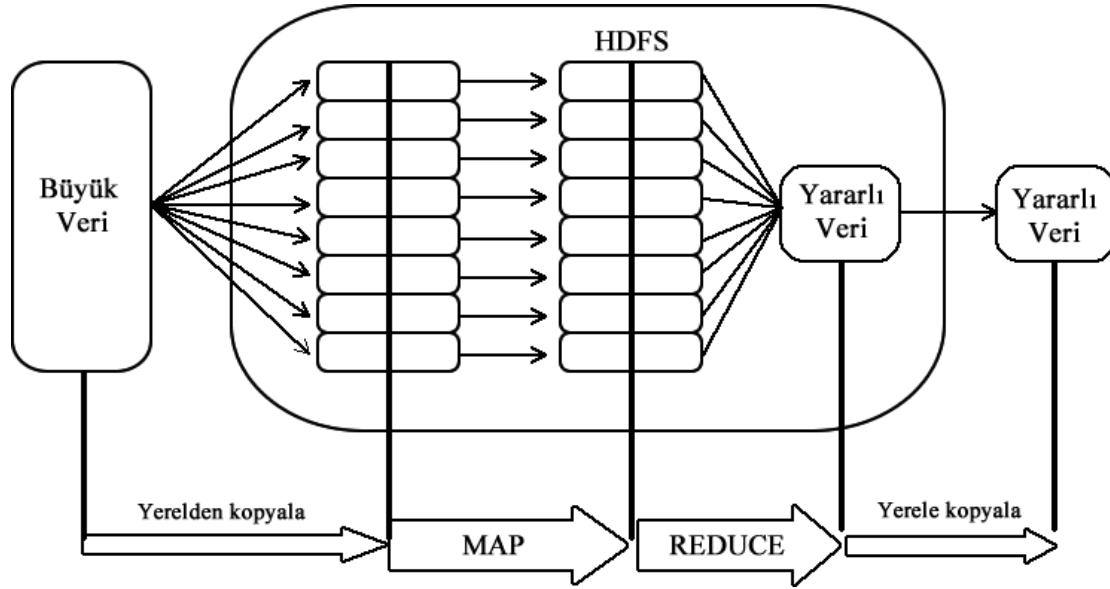 HDFS
Büyük
Veri
Yararlı
Veri
Yararlı
Veri
Yerelden kopyala
MAP
REDUCE
Yerele kopyala